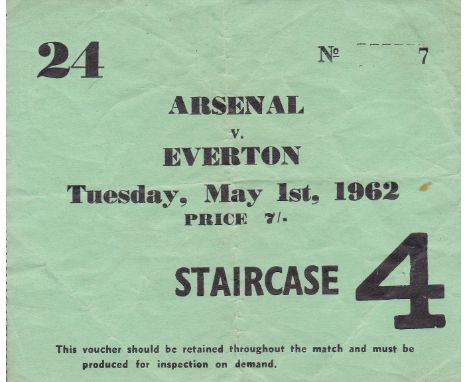 24
No 7
ARSENAL
v.
EVERTON
Tuesday, May 1st, 1962
PRICE 7/-
STAIRCASE 4
This voucher should be retained throughout the match and must be
produced for inspection on demand.